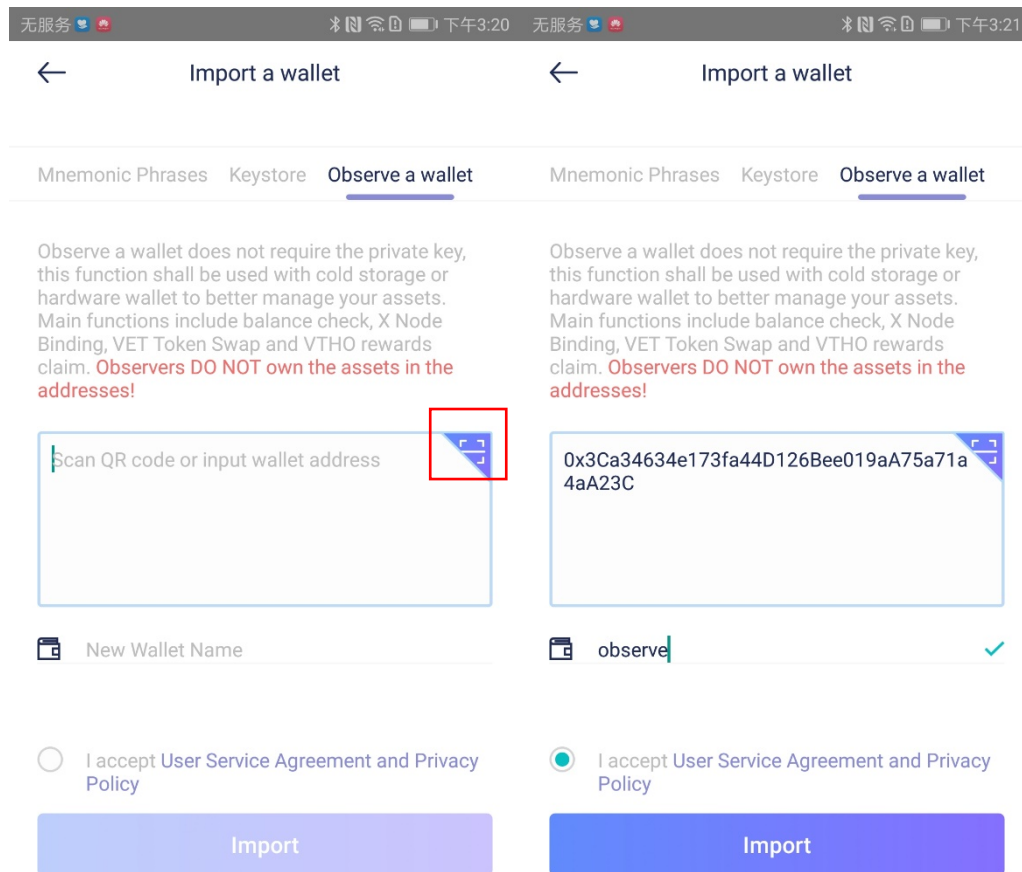 无服务 下午3:20
Import a wallet
Mnemonic Phrases Keystore Observe a wallet
Observe a wallet does not require the private key,
this function shall be used with cold storage or
hardware wallet to better manage your assets.
Main functions include balance check, X Node
Binding, VET Token Swap and VTHO rewards
claim. Observers DO NOT own the assets in the
addresses!
Scan QR code or input wallet address
New Wallet Name
I accept User Service Agreement and Privacy
Policy
Import
无服务 下午3:21
Import a wallet
Mnemonic Phrases Keystore Observe a wallet
Observe a wallet does not require the private key,
this function shall be used with cold storage or
hardware wallet to better manage your assets.
Main functions include balance check, X Node
Binding, VET Token Swap and VTHO rewards
claim. Observers DO NOT own the assets in the
addresses!
0x3Ca34634e173fa44D126Bee019aA75a71a
4aA23C
observe
I accept User Service Agreement and Privacy
Policy
Import